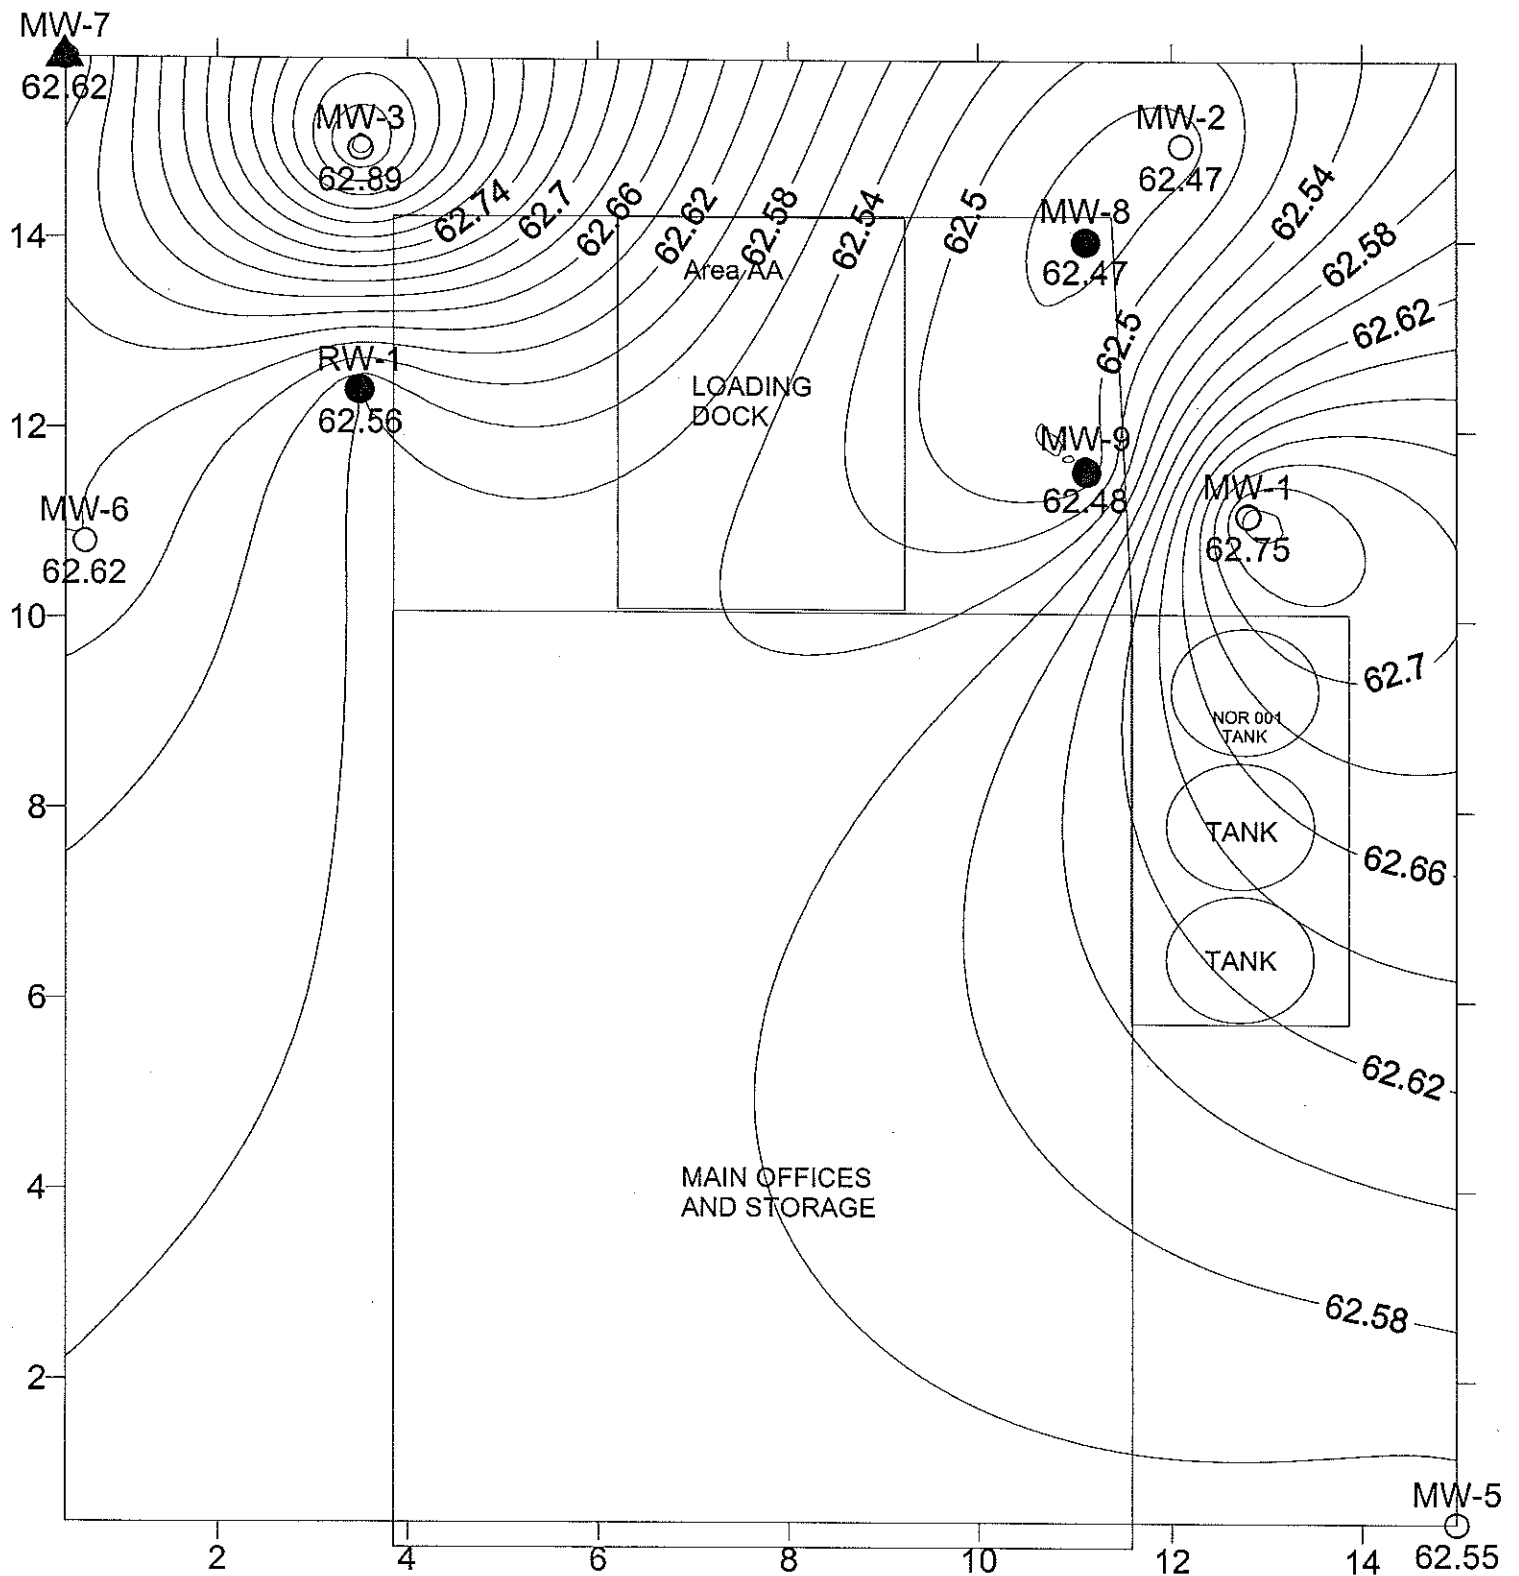 MW-7
62.62
MW-3
62.89
MW-2
62.47
62.74
62.7
62.66
62.62
62.58
62.54
62.5
MW-8
62.47
62.54
62.58
62.62
14
Area AA
62.5
RW-1
62.56
LOADING
DOCK
12
MW-9
62.48
MW-1
62.75
MW-6
62.62
10
62.7
NOR 001
TANK
8
TANK
62.66
6
TANK
62.62
4
MAIN OFFICES
AND STORAGE
62.58
2
MW-5
62.55
2
4
6
8
10
12
14